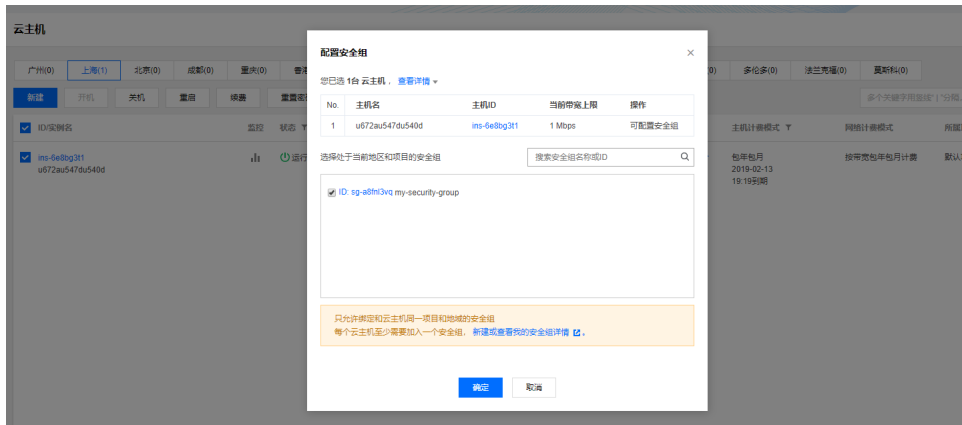 云主机
广州(0) 上海(1) 北京(0) 成都(0) 重庆(0) 多伦多(0) 法兰克福(0) 莫斯科(0)
新建 开机 关机 重启 续费
ID/实例名 监控 状态 主机计费模式 网络计费模式
ins-6e8bg3t1 包年包月 按带宽包年包月计费
u672au547du540d 2019-02-13
19:19到期
配置安全组
您已选 1台 云主机， 查看详情
No. 主机名 主机ID 当前带宽上限 操作
1 u672au547du540d ins-6e8bg3t1 1 Mbps 可配置安全组
选择处于当前地区和项目的安全组 搜索安全组名称或ID
ID: sg-a8fnl3vq my-security-group
只允许绑定和云主机同一项目和地域的安全组
每个云主机至少需要加入一个安全组， 新建或查看我的安全组详情 。
确定 取消